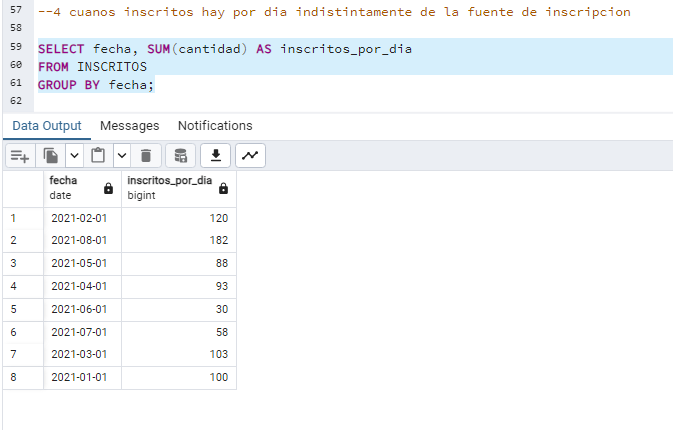 57 --4 cuanos inscritos hay por dia indistintamente de la fuente de inscripcion
58
59 SELECT fecha, SUM(cantidad) AS inscritos_por_dia
60 FROM INSCRITOS
61 GROUP BY fecha;
62
Data Output Messages Notifications
fecha inscritos_por_dia
date bigint
1 2021-02-01 120
2 2021-08-01 182
3 2021-05-01 88
4 2021-04-01 93
5 2021-06-01 30
6 2021-07-01 58
7 2021-03-01 103
8 2021-01-01 100